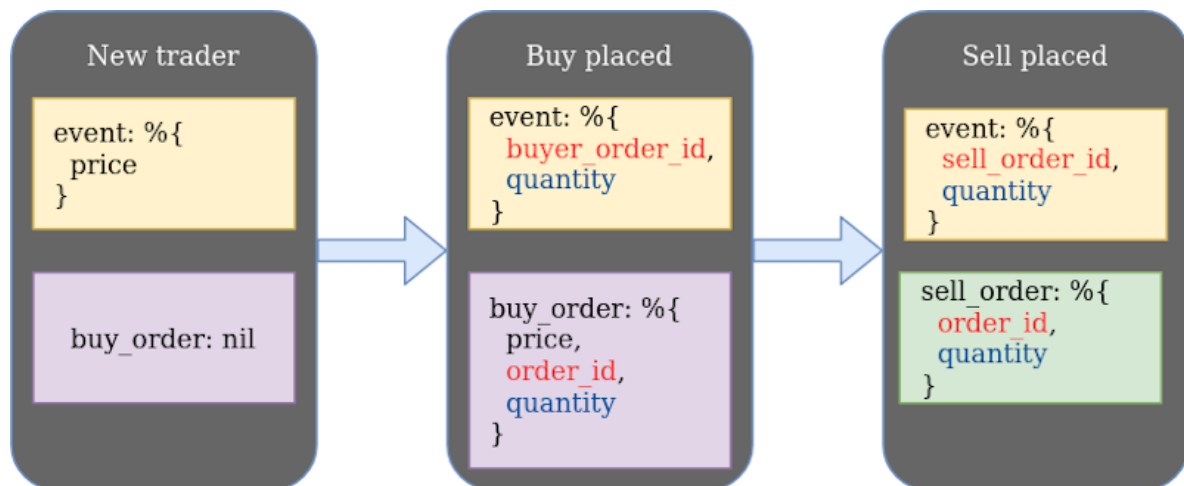 New trader
event: %{
price
}
buy_order: nil
Buy placed
event: %{
buyer_order_id,
quantity
}
buy_order: %{
price,
order_id,
quantity
}
Sell placed
event: %{
sell_order_id,
quantity
}
sell_order: %{
order_id,
quantity
}